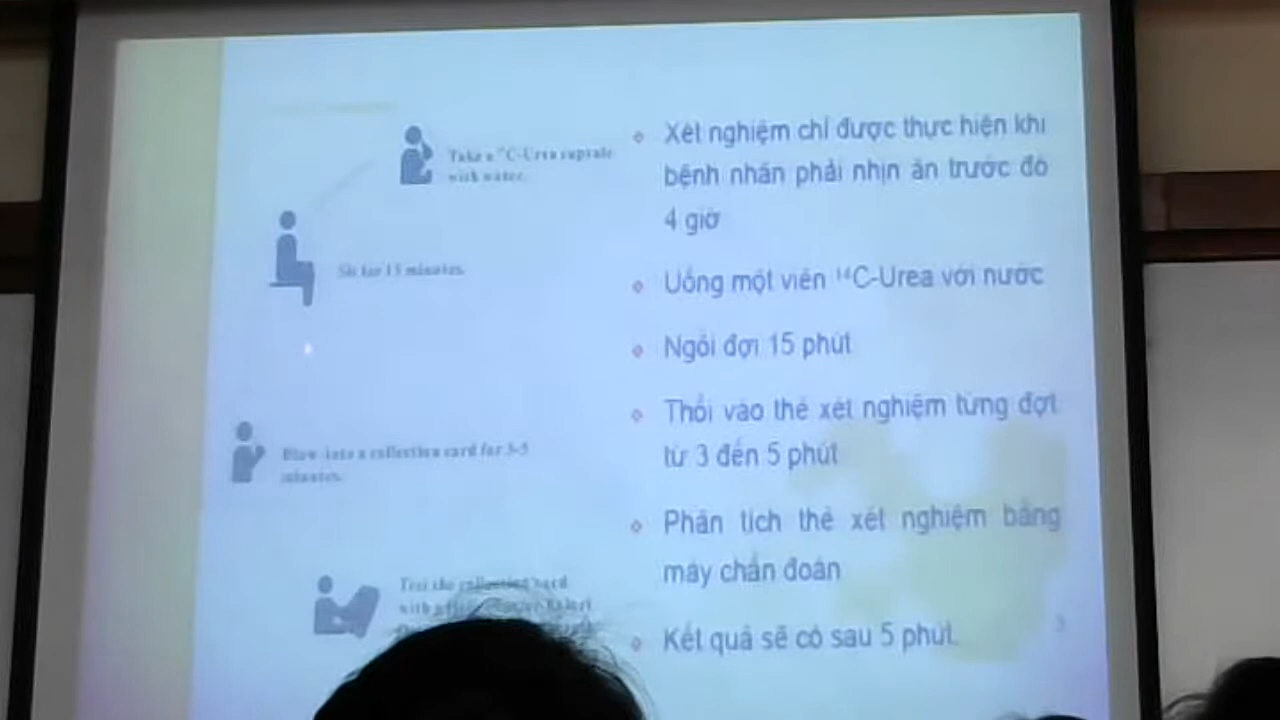 Take a ¹⁴C-Urea capsule
with water.
Sit for 15 minutes.
Blow into a collection card for 3-5
minutes.
Test the collection card
with
Xét nghiệm chỉ được thực hiện khi
bệnh nhân phải nhịn ăn trước đó
4 giờ
Uống một viên ¹⁴C-Urea với nước
Ngồi đợi 15 phút
Thổi vào thẻ xét nghiệm từng đợt
từ 3 đến 5 phút
Phân tích thẻ xét nghiệm bằng
máy chẩn đoán
Kết quả sẽ có sau 5 phút.